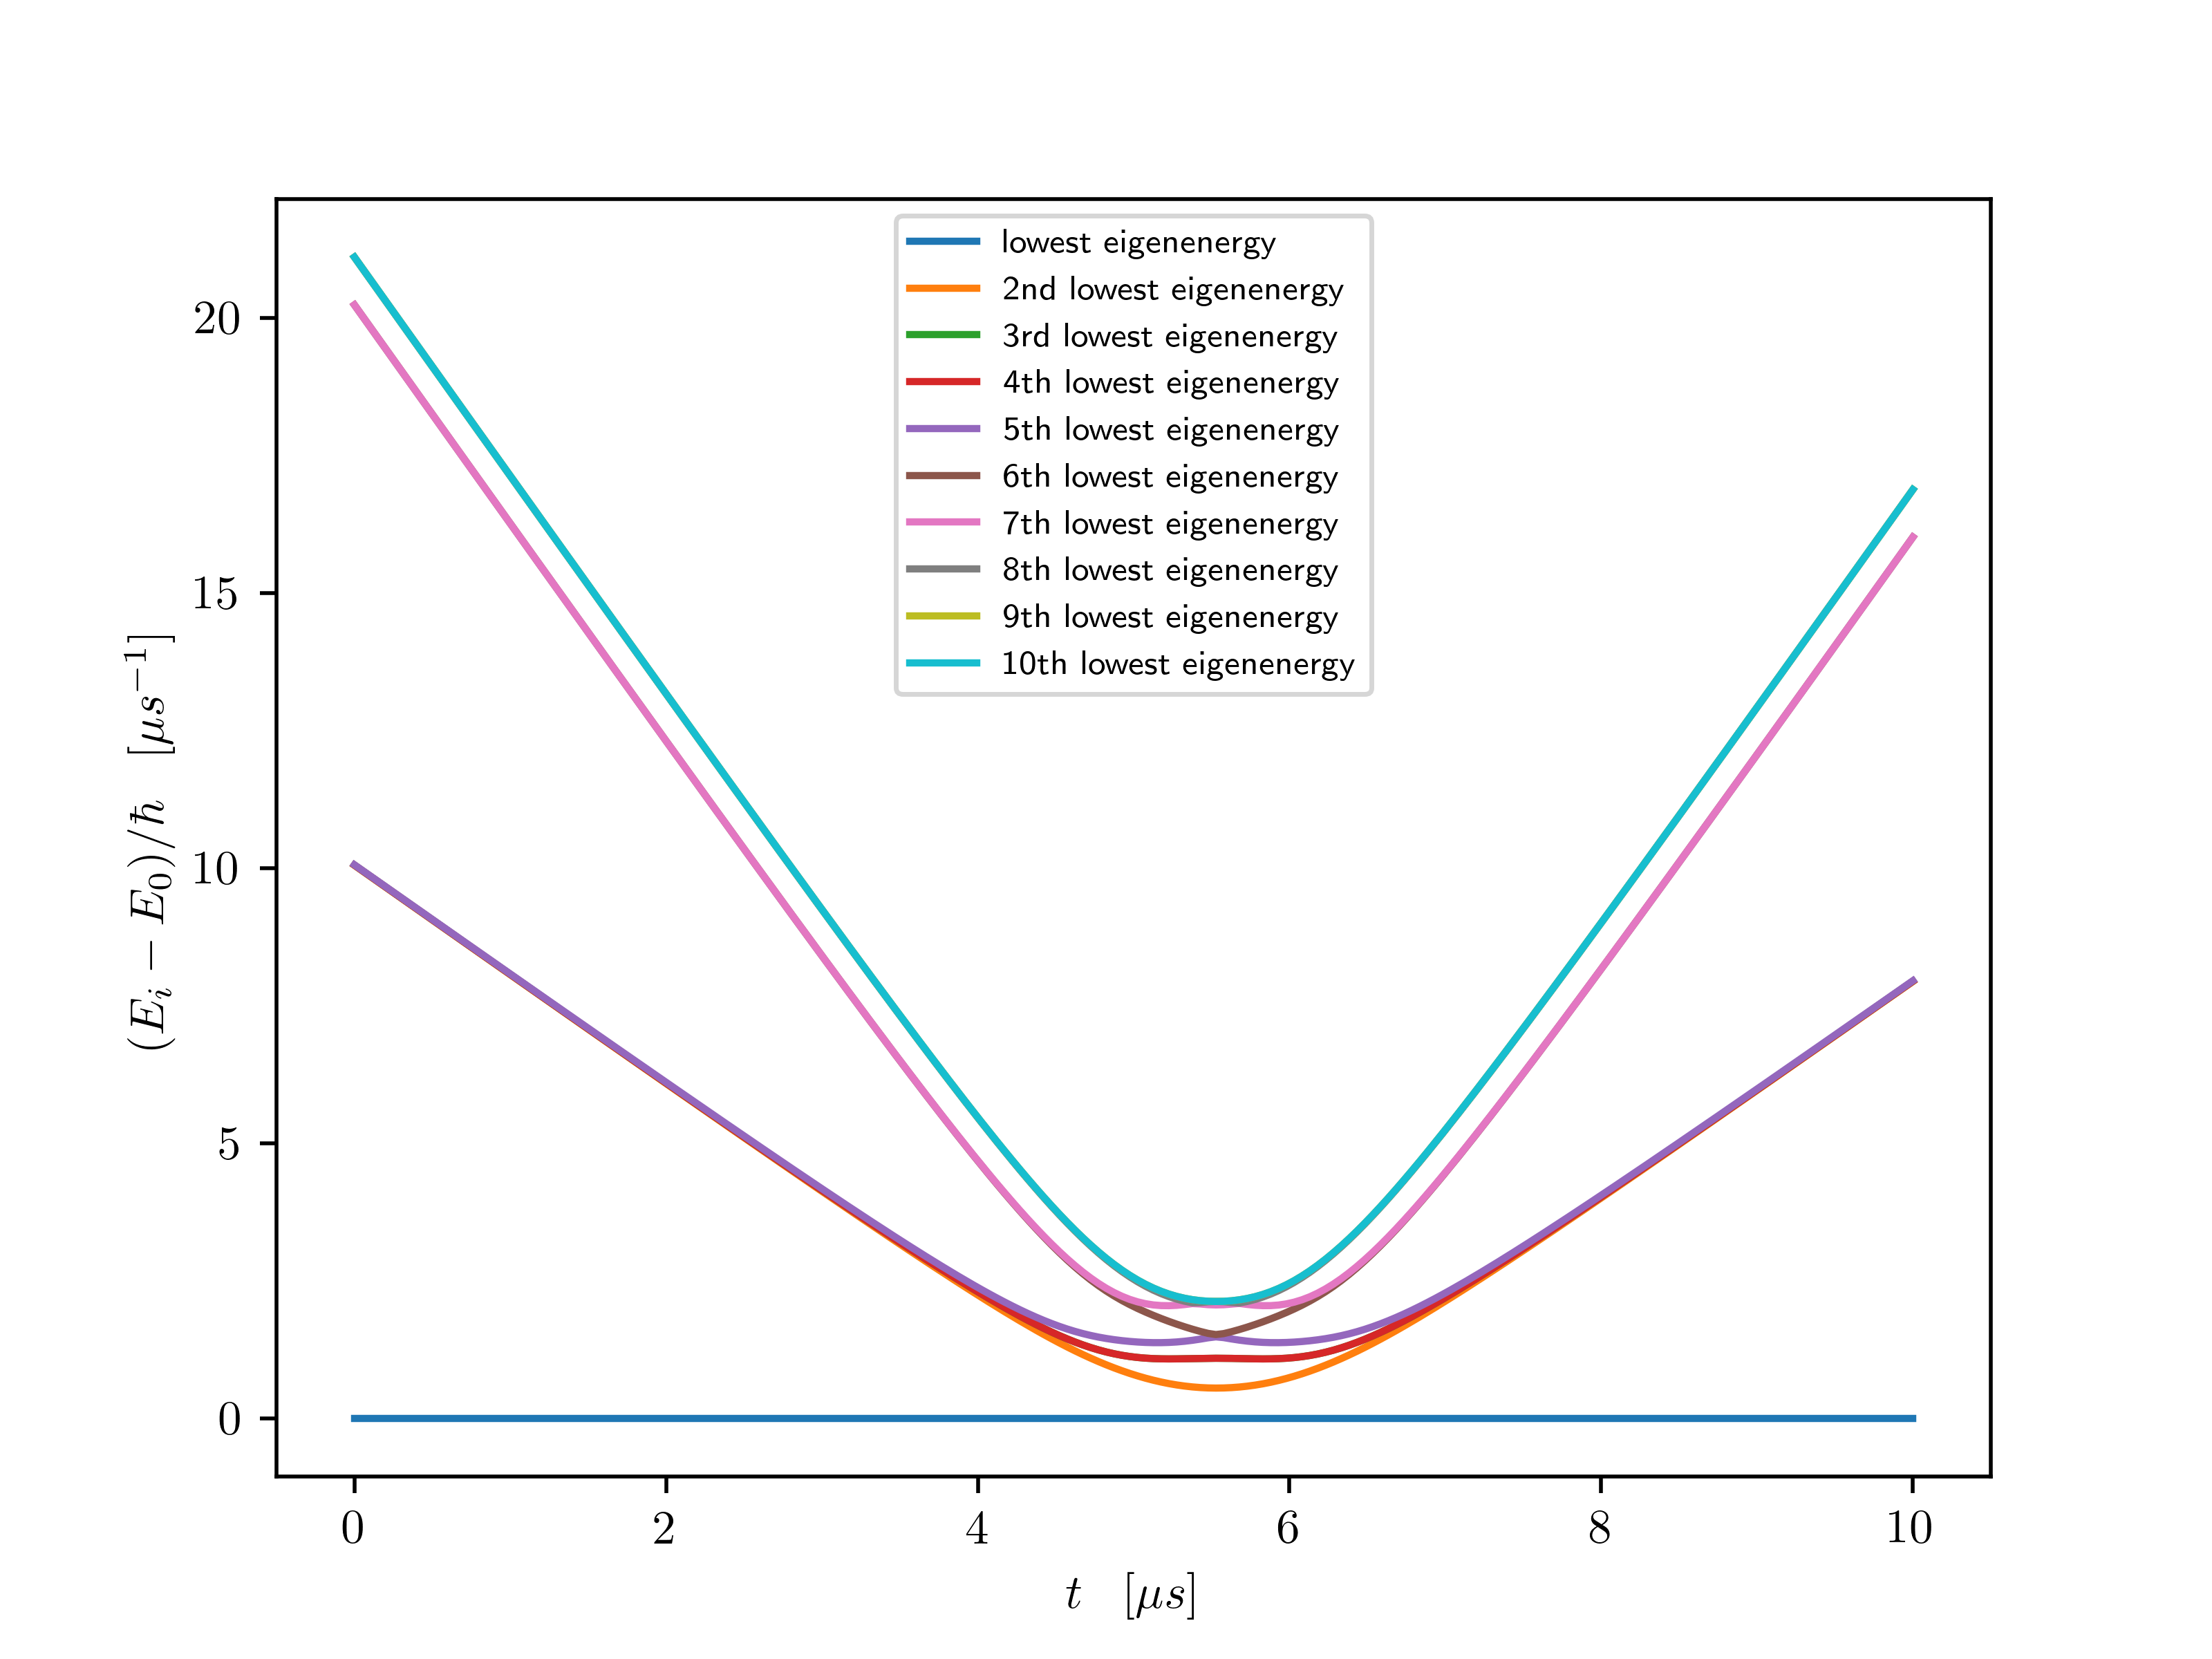 lowest eigenenergy
2nd lowest eigenenergy
3rd lowest eigenenergy
4th lowest eigenenergy
5th lowest eigenenergy
6th lowest eigenenergy
7th lowest eigenenergy
8th lowest eigenenergy
9th lowest eigenenergy
10th lowest eigenenergy
20
15
10
5
0
(E_i − E_0)/ħ [μs^{−1}]
0 2 4 6 8 10
t [μs]